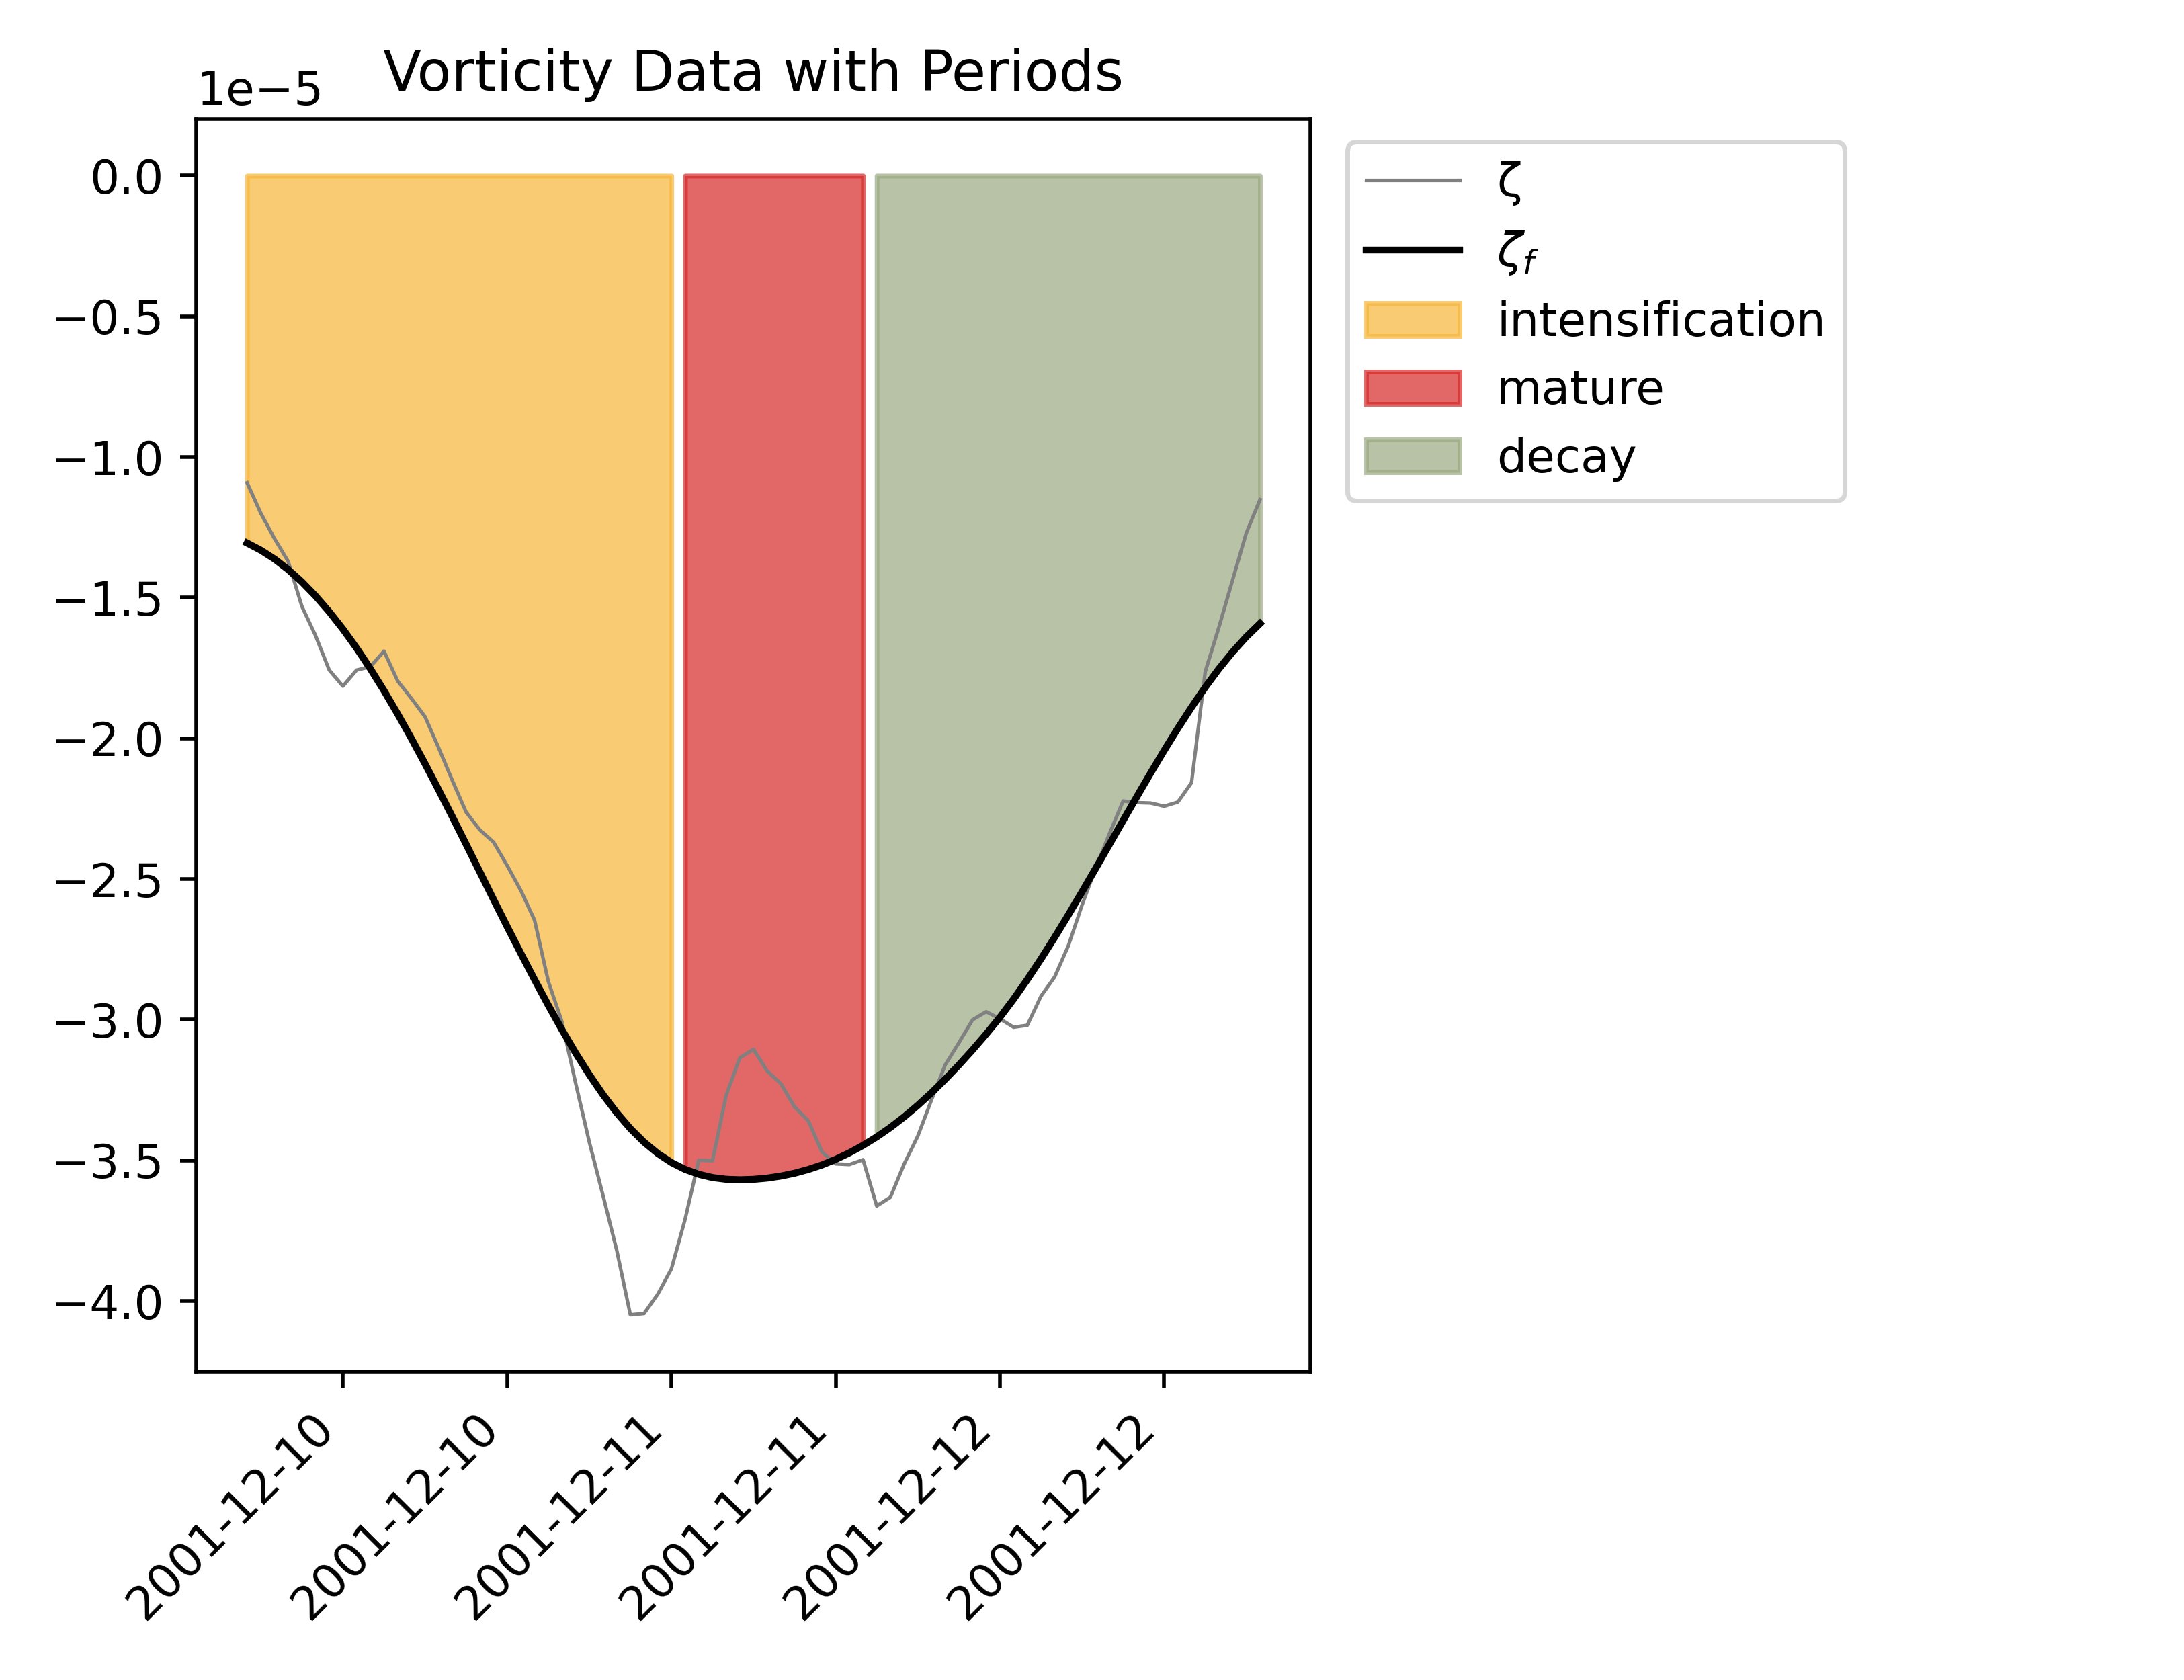 Vorticity Data with Periods
1e−5
0.0
−0.5
−1.0
−1.5
−2.0
−2.5
−3.0
−3.5
−4.0
2001-12-10
2001-12-10
2001-12-11
2001-12-11
2001-12-12
2001-12-12
ζ
ζf
intensification
mature
decay